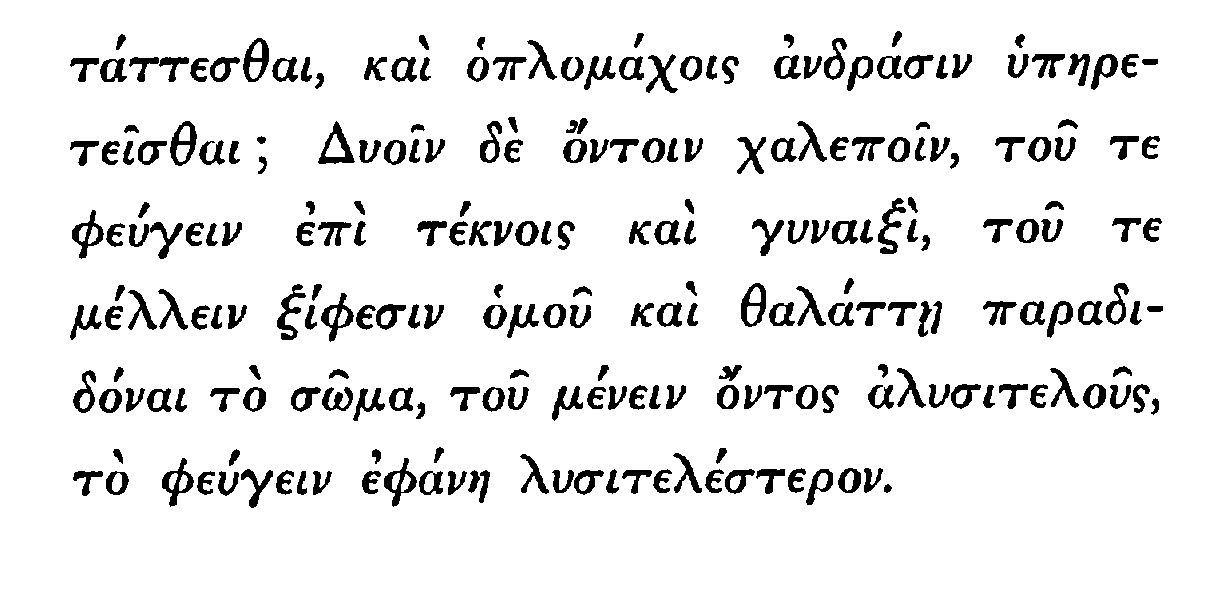 τάττεσθαι, καὶ ὁπλομάχοις ἀνδράσιν ὑπηρε-
τεῖσθαι; Δυοῖν δὲ ὄντοιν χαλεποῖν, τοῦ τε
φεύγειν ἐπὶ τέκνοις καὶ γυναιξὶ, τοῦ τε
μέλλειν ξίφεσιν ὁμοῦ καὶ θαλάττῃ παραδι-
δόναι τὸ σῶμα, τοῦ μένειν ὄντος ἀλυσιτελοῦς,
τὸ φεύγειν ἐφάνη λυσιτελέστερον.